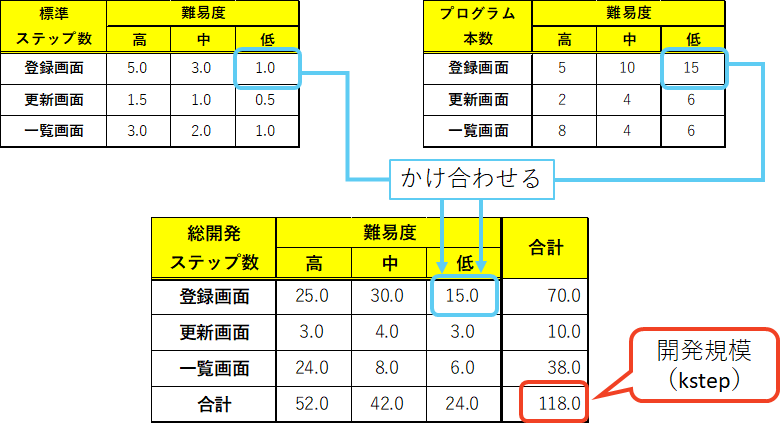 標準
ステップ数
難易度
高 中 低
登録画面 5.0 3.0 1.0
更新画面 1.5 1.0 0.5
一覧画面 3.0 2.0 1.0
プログラム
本数
難易度
高 中 低
登録画面 5 10 15
更新画面 2 4 6
一覧画面 8 4 6
かけ合わせる
総開発
ステップ数
難易度
合計
高 中 低
登録画面 25.0 30.0 15.0 70.0
更新画面 3.0 4.0 3.0 10.0
一覧画面 24.0 8.0 6.0 38.0
合計 52.0 42.0 24.0 118.0
開発規模
（kstep）